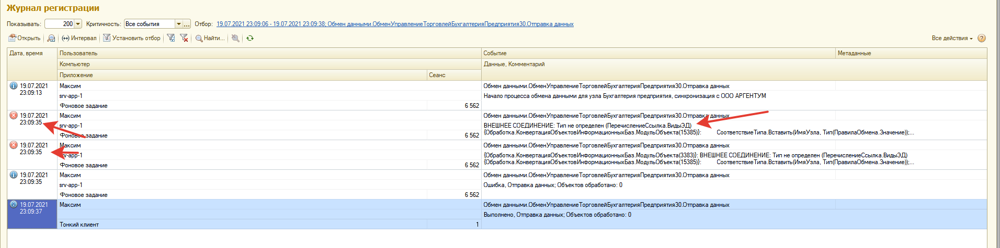 Журнал регистрации
Показывать: 200 Критичность: Все события ... Отбор: 19.07.2021 23:09:06 - 19.07.2021 23:09:38; Обмен данными.ОбменУправлениеТорговлейБухгалтерияПредприятия30.Отправка данных
Открыть Интервал Установить отбор Найти... Все действия ?
Дата, время Пользователь Событие Метаданные
Компьютер Данные, Комментарий
Приложение Сеанс
19.07.2021 Максим Обмен данными.ОбменУправлениеТорговлейБухгалтерияПредприятия30.Отправка данных
23:09:13 srv-app-1 Начало процесса обмена данными для узла Бухгалтерия предприятия, синхронизация с ООО АРГЕНТУМ
Фоновое задание 6 562
19.07.2021 Максим Обмен данными.ОбменУправлениеТорговлейБухгалтерияПредприятия30.Отправка данных
23:09:35 srv-app-1 ВНЕШНЕЕ СОЕДИНЕНИЕ: Тип не определен (ПеречислениеСсылка.ВидыЭД)
{Обработка.КонвертацияОбъектовИнформационныхБаз.МодульОбъекта(15385)}: СоответствиеТипа.Вставить(ИмяУзла, Тип(ПравилаОбмена.Значение));...
Фоновое задание 6 562
19.07.2021 Максим Обмен данными.ОбменУправлениеТорговлейБухгалтерияПредприятия30.Отправка данных
23:09:35 srv-app-1 {Обработка.КонвертацияОбъектовИнформационныхБаз.МодульОбъекта(3383)}: ВНЕШНЕЕ СОЕДИНЕНИЕ: Тип не определен (ПеречислениеСсылка.ВидыЭД)
{Обработка.КонвертацияОбъектовИнформационныхБаз.МодульОбъекта(15385)}: СоответствиеТипа.Вставить(ИмяУзла, Тип(ПравилаОбмена.Значение));...
Фоновое задание 6 562
19.07.2021 Максим Обмен данными.ОбменУправлениеТорговлейБухгалтерияПредприятия30.Отправка данных
23:09:35 srv-app-1 Ошибка, Отправка данных; Объектов обработано: 0
Фоновое задание 6 562
19.07.2021 Максим Обмен данными.ОбменУправлениеТорговлейБухгалтерияПредприятия30.Отправка данных
23:09:37 Выполнено, Отправка данных; Объектов обработано: 0
Тонкий клиент 1